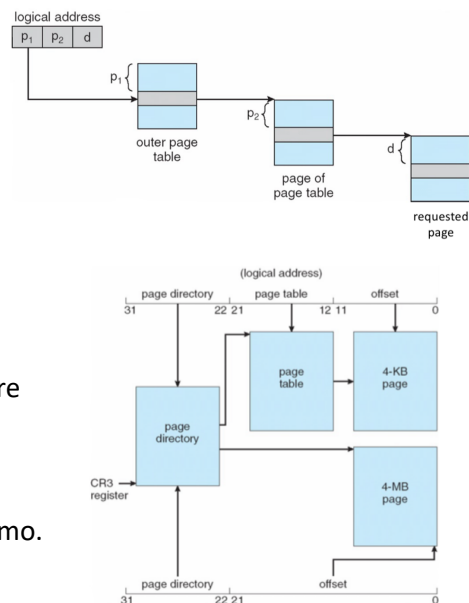 logical address
p1 p2 d
p1
outer page
table
p2
page of
page table
d
requested
page
(logical address)
page directory page table offset
31 22 21 12 11 0
page
table
4-KB
page
re
page
directory
CR3
register
4-MB
page
mo.
page directory offset
31 22 21 0